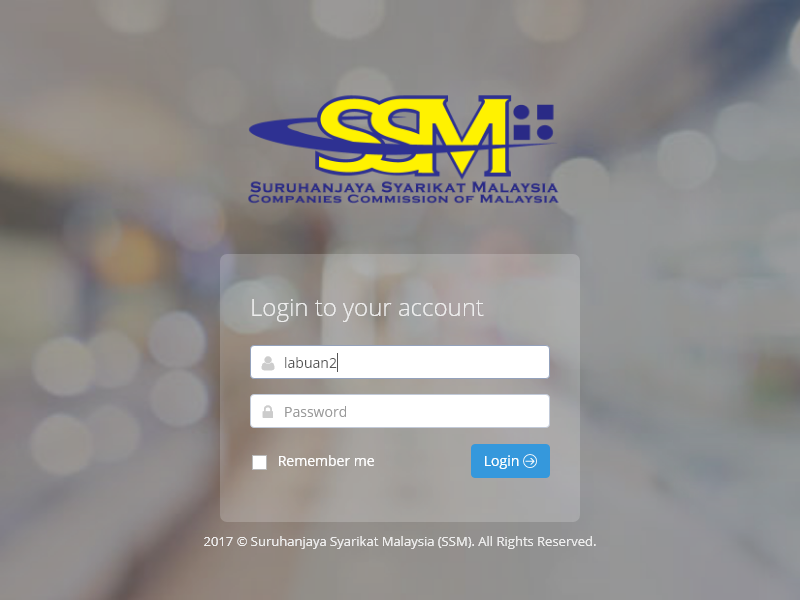 SSM
SURUHANJAYA SYARIKAT MALAYSIA
COMPANIES COMMISSION OF MALAYSIA
Login to your account
labuan2
Password
Remember me
Login
2017 © Suruhanjaya Syarikat Malaysia (SSM). All Rights Reserved.